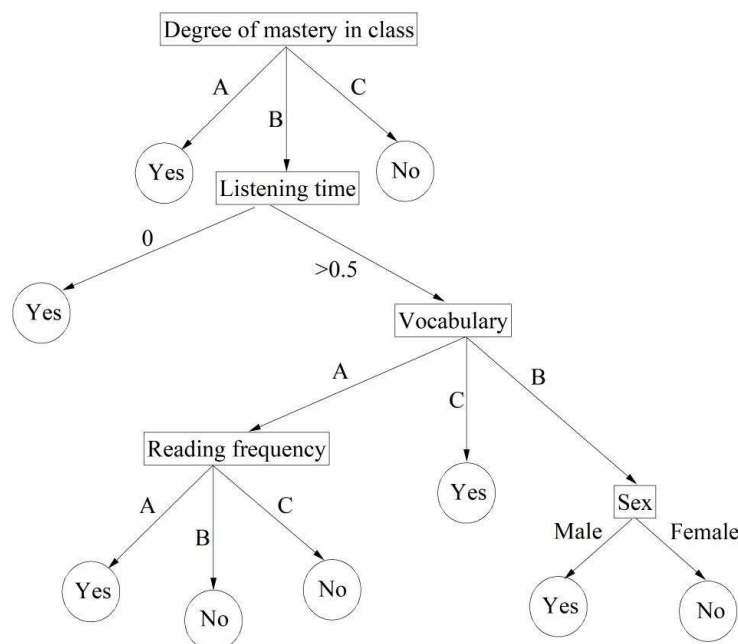 Degree of mastery in class
A
B
C
Yes
No
Listening time
0
>0.5
Yes
Vocabulary
A
C
B
Reading frequency
Yes
Sex
A
B
C
Male
Female
Yes
No
No
Yes
No